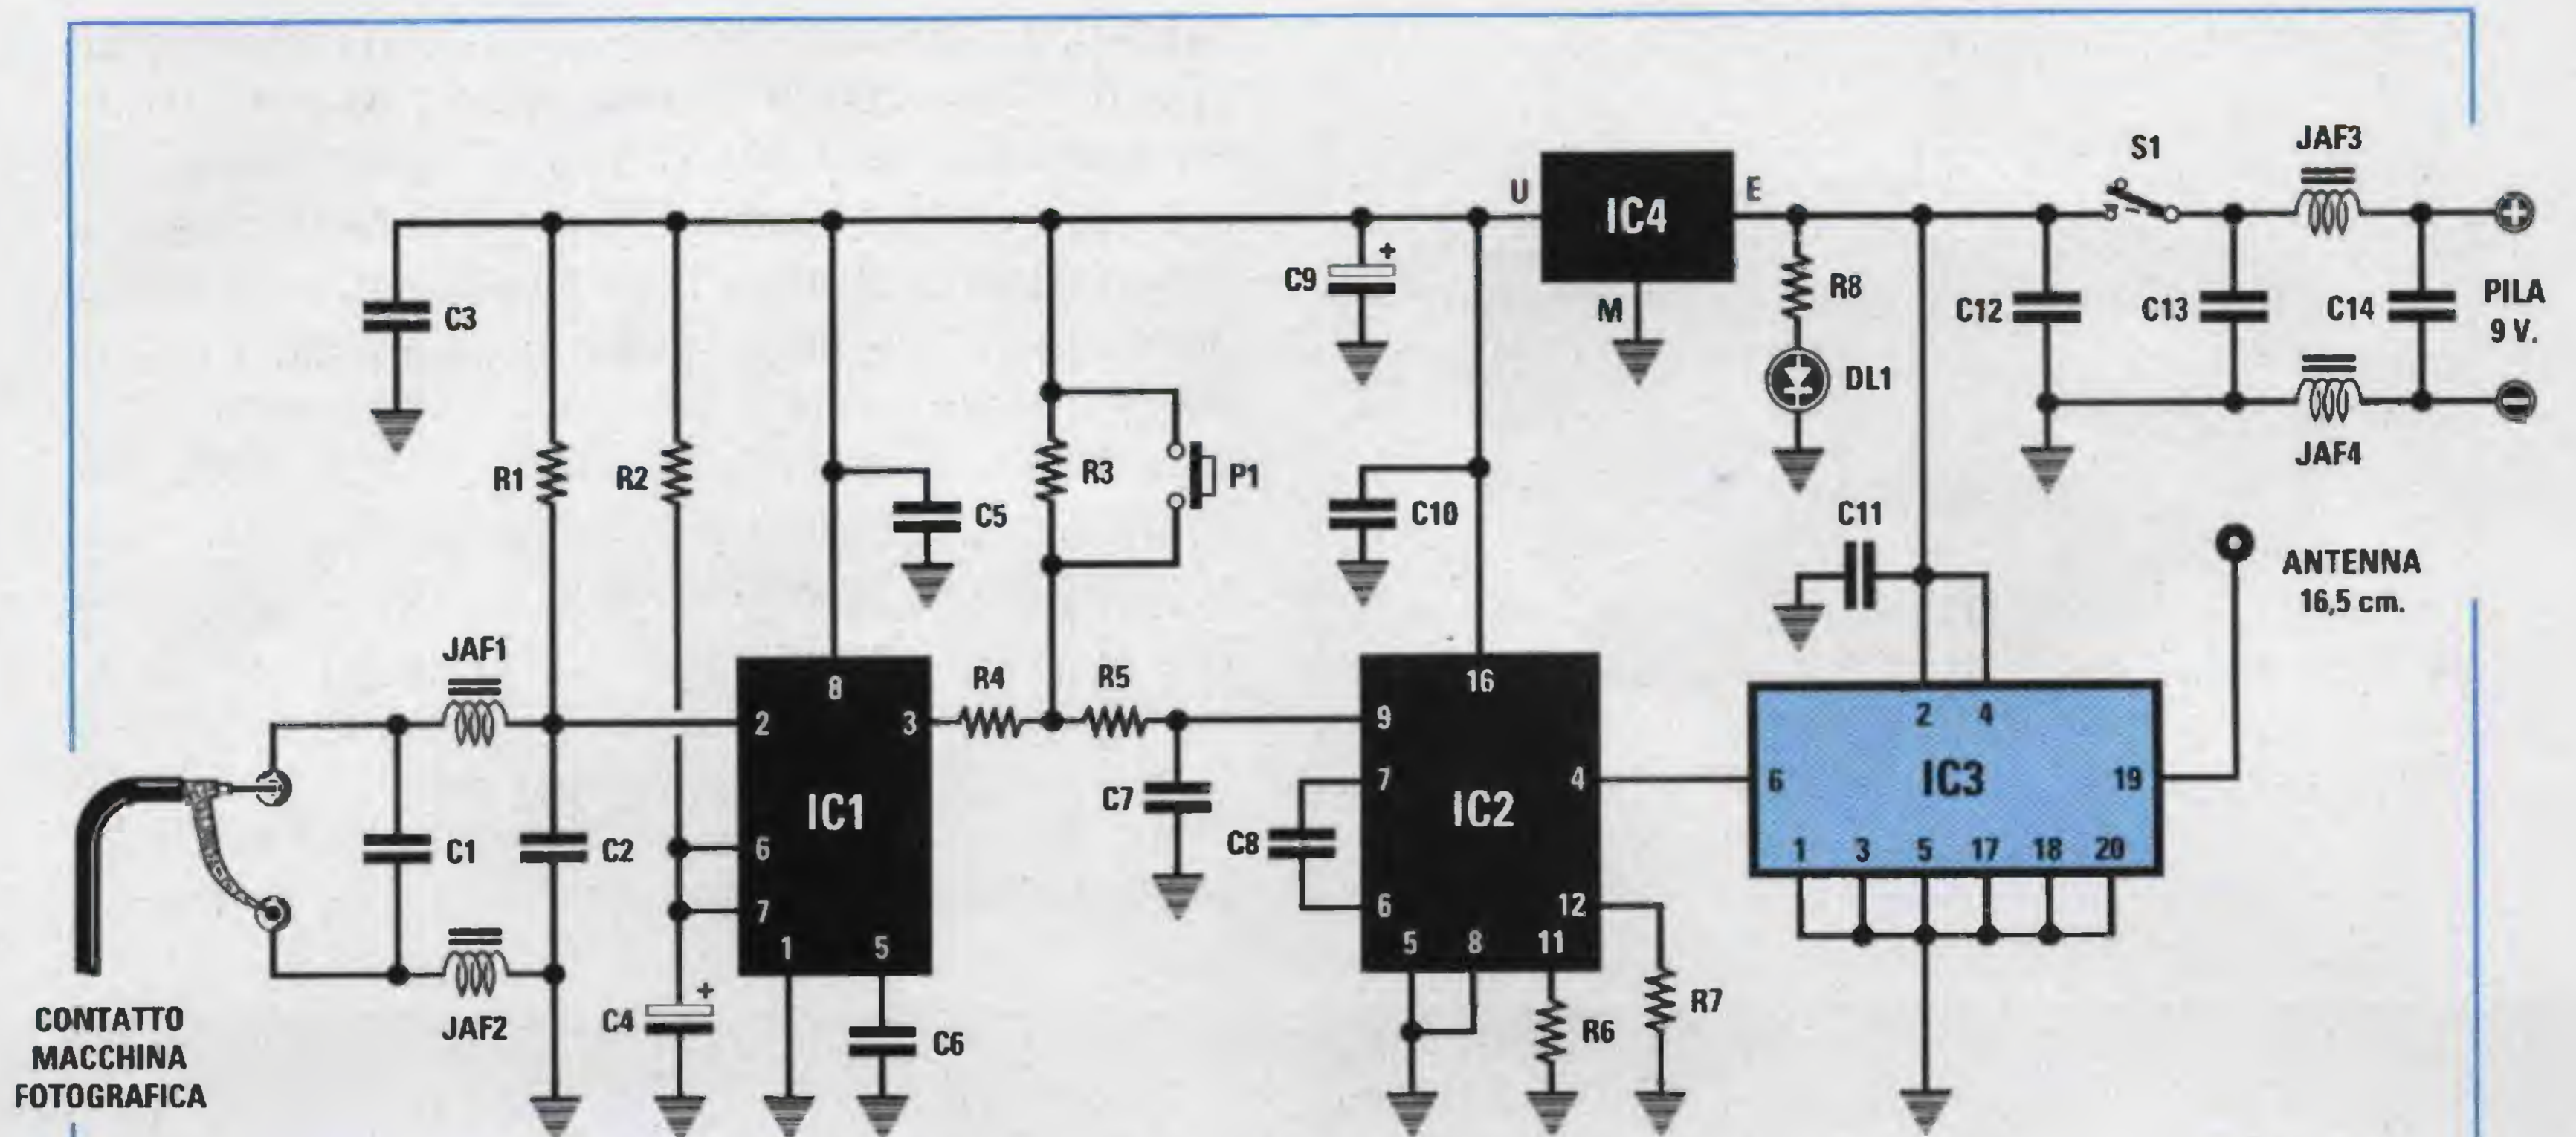 S1
JAF3
U
IC4
E
M
C9
+
R8
DL1
C12
C13
C14
+
PILA
9 V.
-
JAF4
C3
R1
R2
R3
P1
C5
C10
C11
ANTENNA
16,5 cm.
JAF1
R4
R5
8
2
3
6
7
1
5
IC1
C1
C2
C7
C8
16
9
7
6
4
12
5
8
11
IC2
2
4
6
IC3
19
1
3
5
17
18
20
JAF2
C4
+
C6
R6
R7
CONTATTO
MACCHINA
FOTOGRAFICA